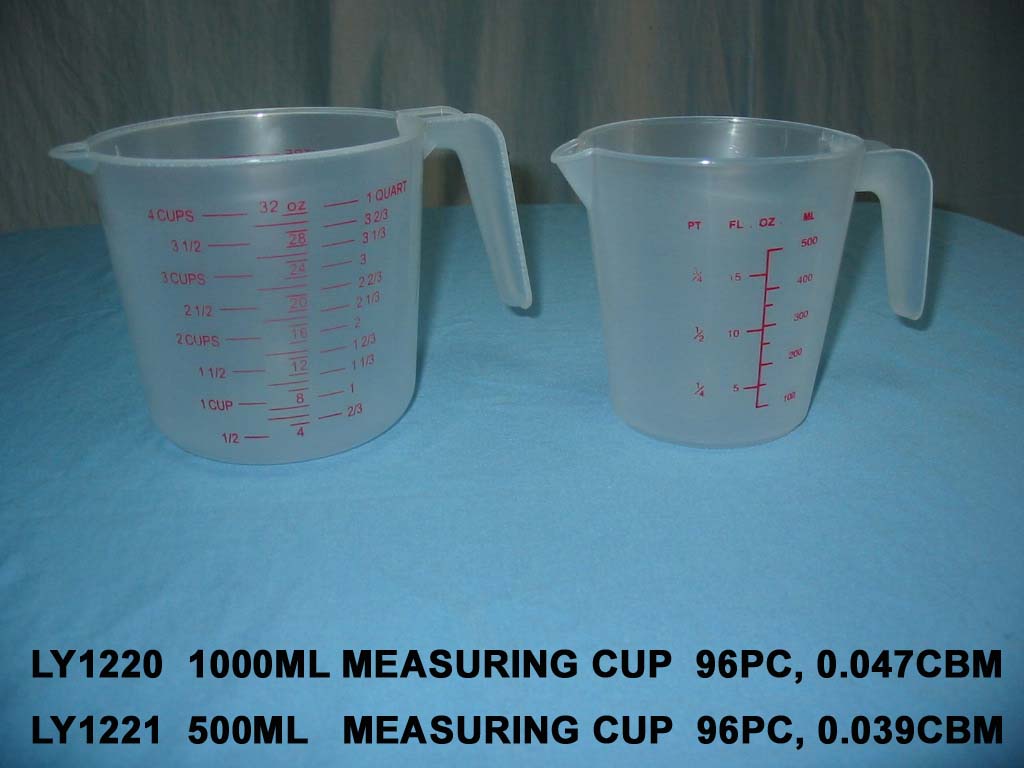 4 CUPS 32 oz 1 QUART
3 2/3
3 1/2 28 3 1/3
3 CUPS 24 3
2 2/3
2 1/2 20 2 1/3
2 CUPS 16 2
1 2/3
1 1/2 12 1 1/3
1 CUP 8 1
2/3
1/2 4
PT FL . OZ . ML
500
3/4 15 400
300
1/2 10
200
1/4 5
100
LY1220 1000ML MEASURING CUP 96PC, 0.047CBM
LY1221 500ML MEASURING CUP 96PC, 0.039CBM